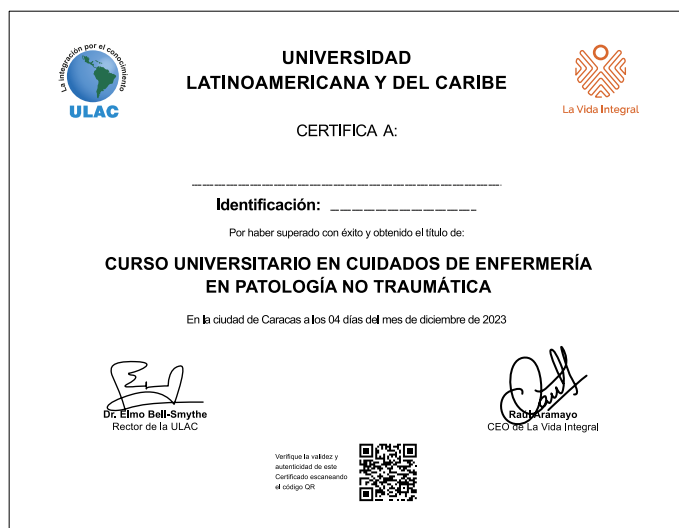 La integración por el conocimiento
ULAC
UNIVERSIDAD
LATINOAMERICANA Y DEL CARIBE
La Vida Integral
CERTIFICA A:
Identificación:
Por haber superado con éxito y obtenido el título de:
CURSO UNIVERSITARIO EN CUIDADOS DE ENFERMERÍA
EN PATOLOGÍA NO TRAUMÁTICA
En la ciudad de Caracas a los 04 días del mes de diciembre de 2023
Dr. Elmo Bell-Smythe
Rector de la ULAC
Raúl Aramayo
CEO de La Vida Integral
Verifique la validez y
autenticidad de este
Certificado escaneando
el código QR